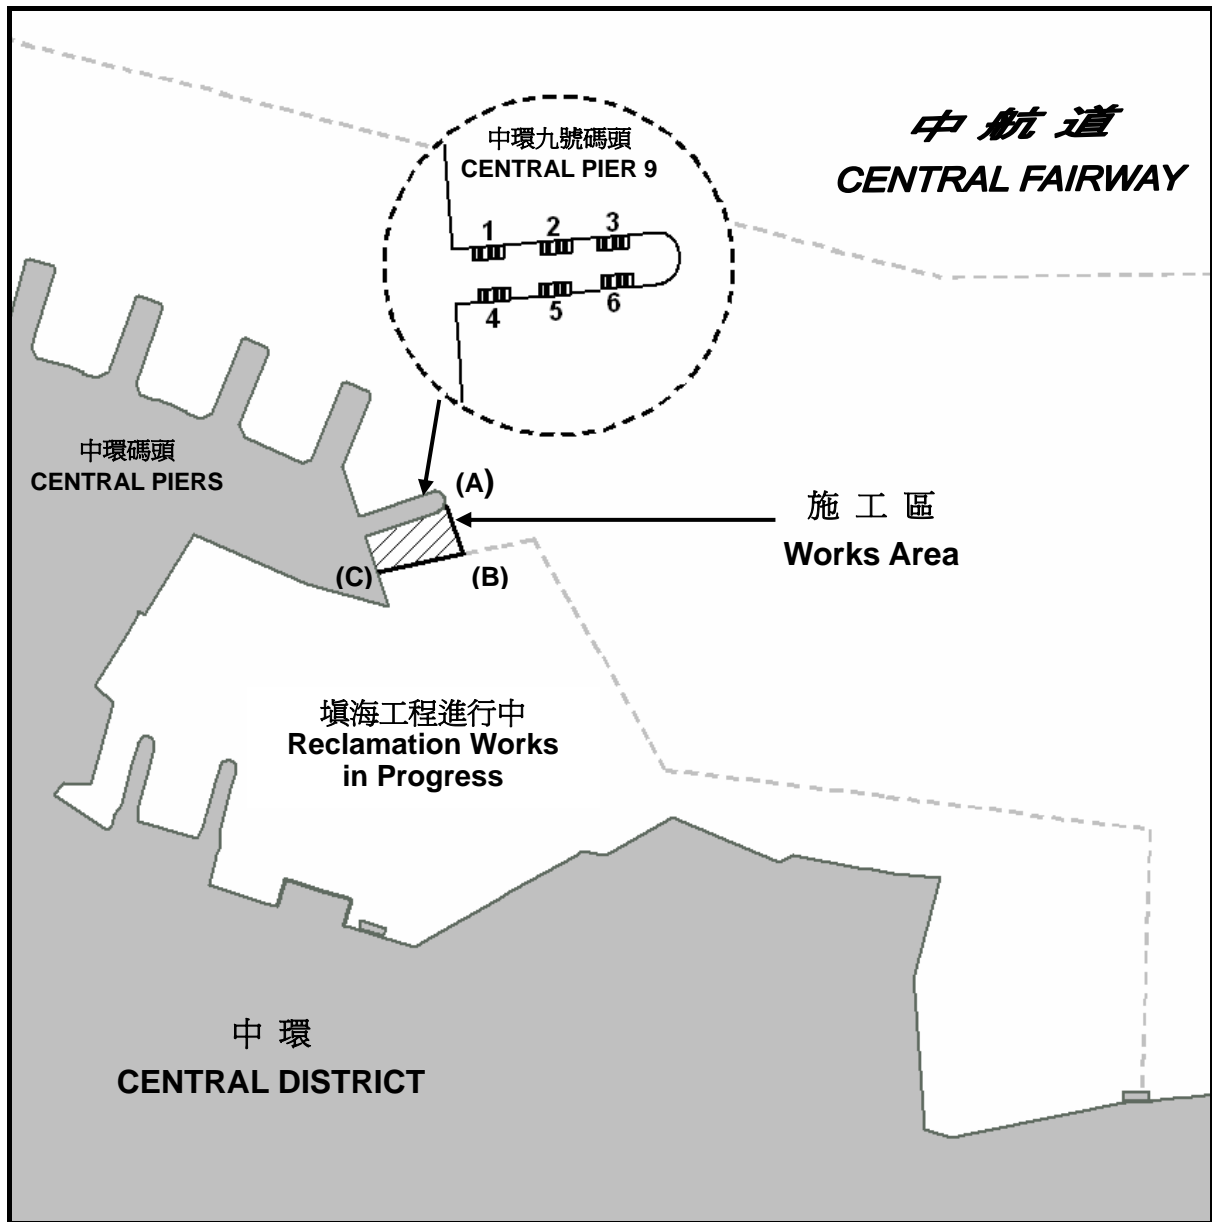 中航道
CENTRAL FAIRWAY
中環九號碼頭
CENTRAL PIER 9
1 2 3
4 5 6
中環碼頭
CENTRAL PIERS
(A)
施工區
Works Area
(C) (B)
填海工程進行中
Reclamation Works
in Progress
中環
CENTRAL DISTRICT